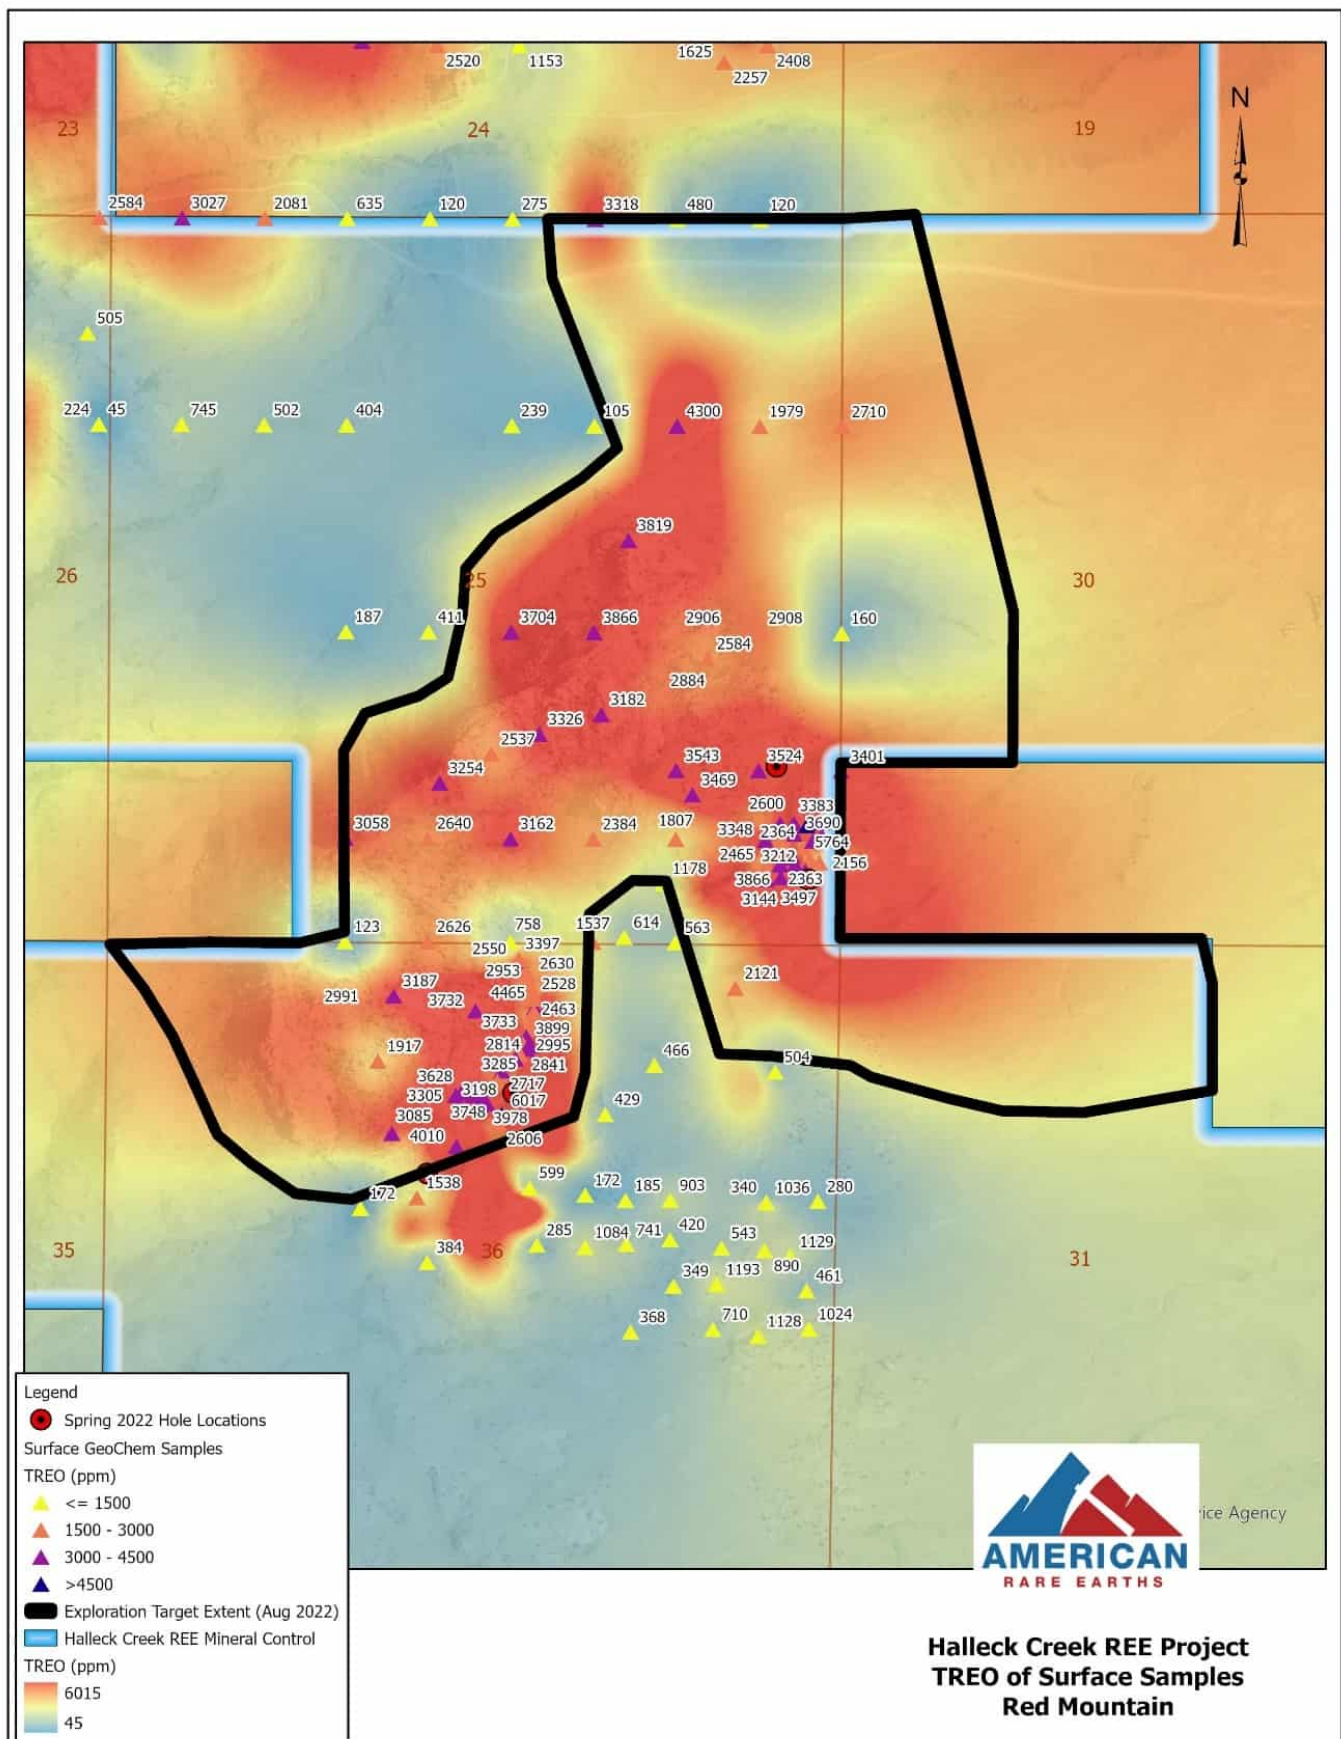 2520 1153 1625 2408
2257
N
23 24 19
2584 3027 2081 635 120 275 3318 480 120
505
224 45 745 502 404 239 105 4300 1979 2710
3819
26 25 30
187 411 3704 3866 2906 2908 160
2584
2884
3182
3326
2537
3543 3524 3401
3254 3469
2600 3383
3058 2640 3162 2384 1807 3348 2364 3690
5764
2465 3212 2156
1178
3866 2363
3144 3497
123 2626 758 1537 614 563
2550 3397
2953 2630
2121
3187 4465 2528
2991 3732
3733 2463
3899
2814 2995
1917 3285 2841 466 504
3628 3198 2717
3305 6017
3085 3748 3978 429
4010 2606
172 1538 599 172 185 903 340 1036 280
285 1084 741 420 543 1129
384 890
35 36 31
349 1193 461
368 710 1128 1024
Legend
Spring 2022 Hole Locations
Surface GeoChem Samples
TREO (ppm)
<= 1500
1500 - 3000
3000 - 4500
>4500
Exploration Target Extent (Aug 2022)
Halleck Creek REE Mineral Control
TREO (ppm)
6015
45
Agency
AMERICAN
RARE EARTHS
Halleck Creek REE Project
TREO of Surface Samples
Red Mountain